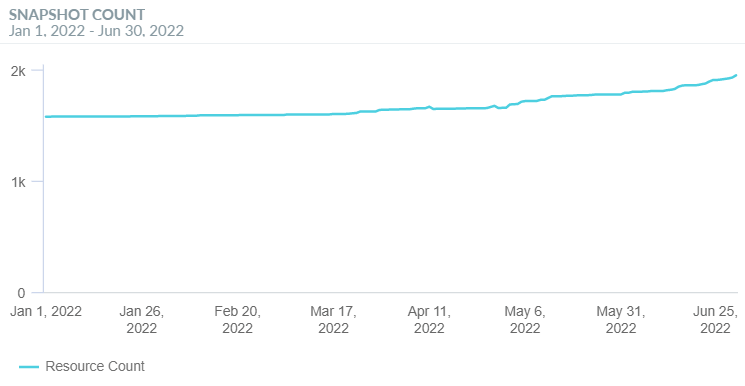 SNAPSHOT COUNT
Jan 1, 2022 - Jun 30, 2022
2k
1k
0
Jan 1, 2022
Jan 26, 2022
Feb 20, 2022
Mar 17, 2022
Apr 11, 2022
May 6, 2022
May 31, 2022
Jun 25, 2022
Resource Count